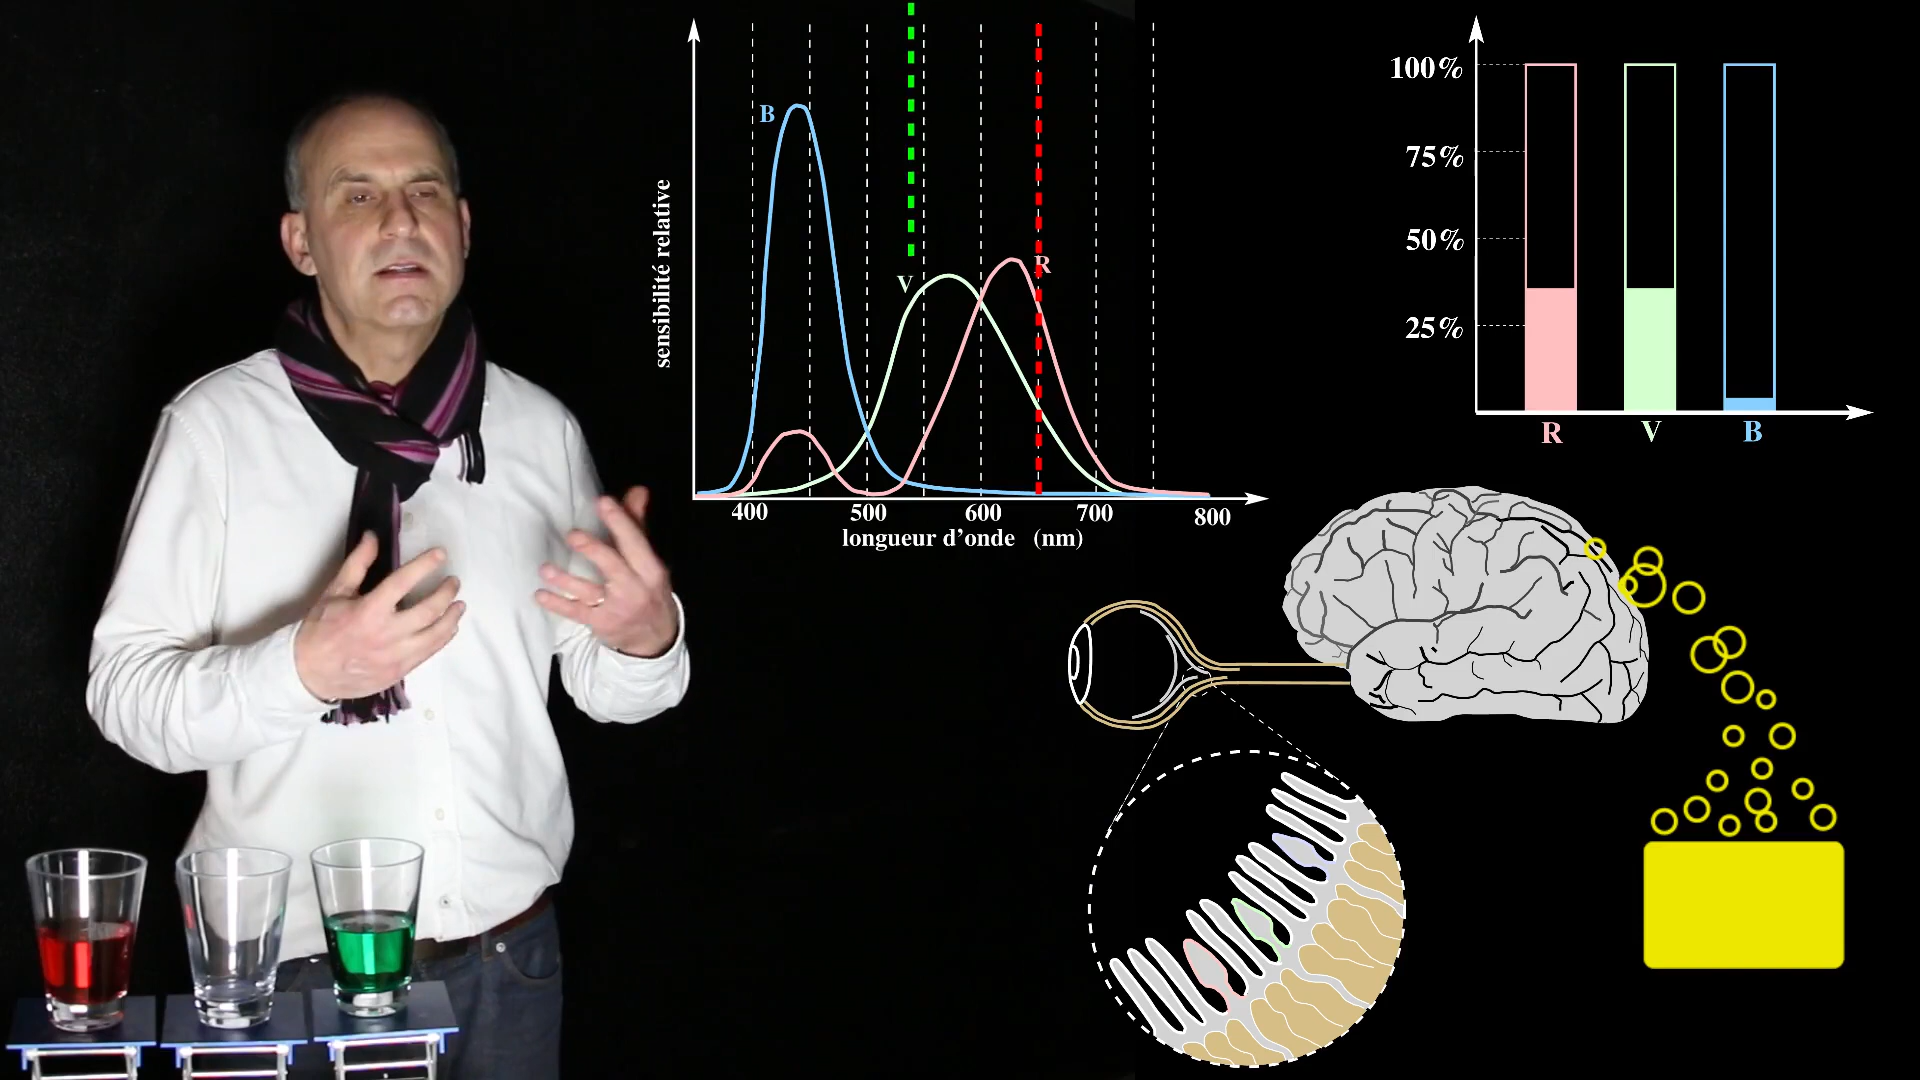 B
V
R
sensibilité relative
400 500 600 700 800
longueur d'onde (nm)
100%
75%
50%
25%
R V B